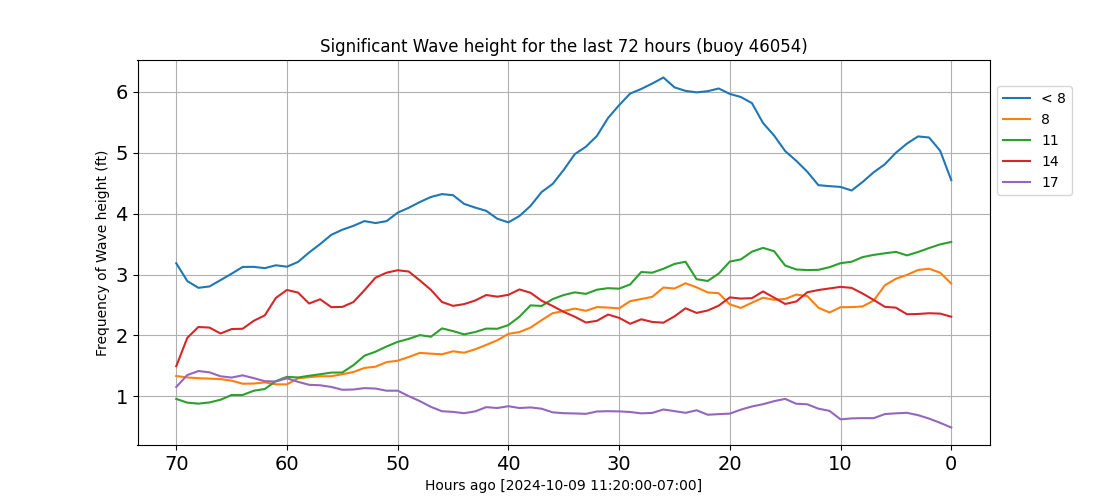 Significant Wave height for the last 72 hours (buoy 46054)
Frequency of Wave height (ft)
6
5
4
3
2
1
70 60 50 40 30 20 10 0
Hours ago [2024-10-09 11:20:00-07:00]
< 8
8
11
14
17